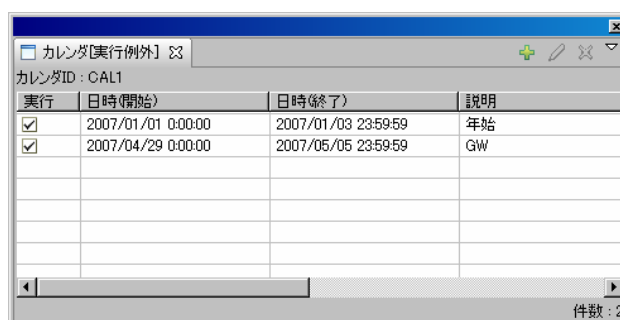 カレンダ[実行例外]
カレンダID : CAL1
実行 日時(開始) 日時(終了) 説明
2007/01/01 0:00:00 2007/01/03 23:59:59 年始
2007/04/29 0:00:00 2007/05/05 23:59:59 GW
件数 : 2